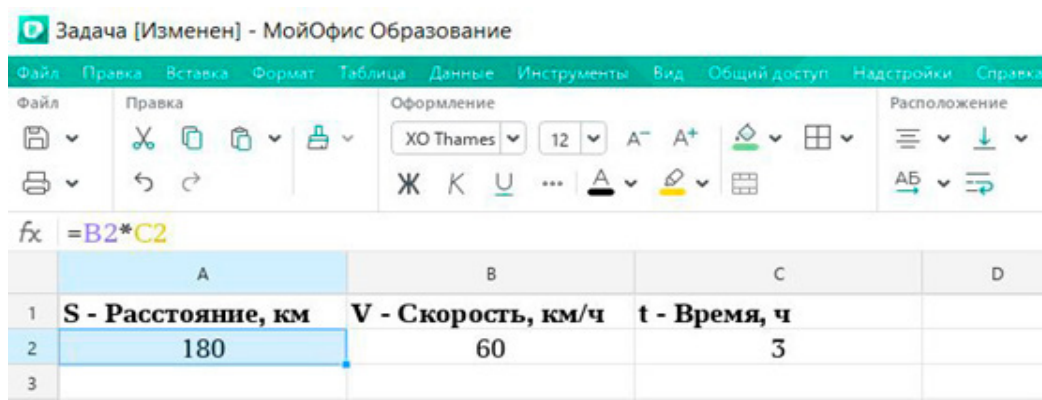 Задача [Изменен] - МойОфис Образование
Файл Правка Вставка Формат Таблица Данные Инструменты Вид Общий доступ Надстройки Справка
Файл Правка Оформление Расположение
XO Thames 12 A- A+
Ж К Ч ... А АБ
fx =B2*C2
A B C D
1 S - Расстояние, км V - Скорость, км/ч t - Время, ч
2 180 60 3
3